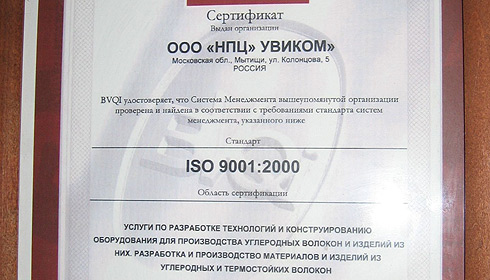 Сертификат
Выдан организации
ООО «НПЦ» УВИКОМ»
Московская обл., Мытищи, ул. Колонцова, 5
РОССИЯ
BVQI удостоверяет, что Система Менеджмента вышеупомятутой организации
проверена и найдена в соответствии с требованиями стандарта систем
менеджмента, указанного ниже
Стандарт
ISO 9001:2000
Область сертификации
УСЛУГИ ПО РАЗРАБОТКЕ ТЕХНОЛОГИЙ И КОНСТРУИРОВАНИЮ
ОБОРУДОВАНИЯ ДЛЯ ПРОИЗВОДСТВА УГЛЕРОДНЫХ ВОЛОКОН И ИЗДЕЛИЙ ИЗ
НИХ. РАЗРАБОТКА И ПРОИЗВОДСТВО МАТЕРИАЛОВ И ИЗДЕЛИЙ ИЗ
УГЛЕРОДНЫХ И ТЕРМОСТОЙКИХ ВОЛОКОН